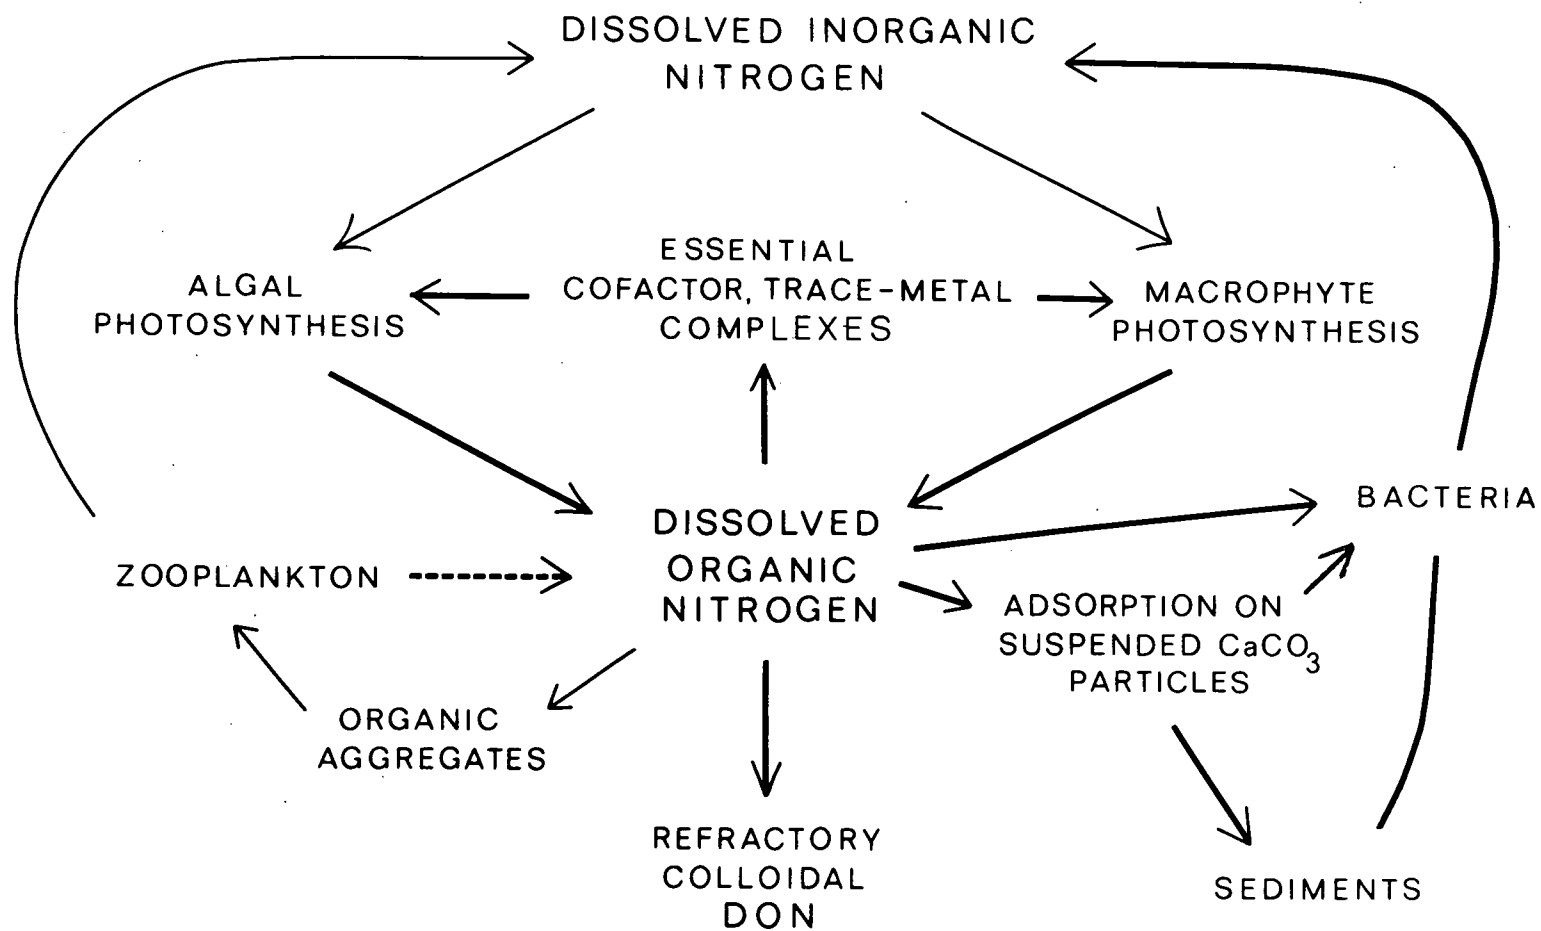 DISSOLVED INORGANIC
NITROGEN
ESSENTIAL
COFACTOR, TRACE-METAL
COMPLEXES
ALGAL
PHOTOSYNTHESIS
MACROPHYTE
PHOTOSYNTHESIS
DISSOLVED
ORGANIC
NITROGEN
BACTERIA
ZOOPLANKTON
ADSORPTION ON
SUSPENDED CaCO₃
PARTICLES
ORGANIC
AGGREGATES
REFRACTORY
COLLOIDAL
DON
SEDIMENTS